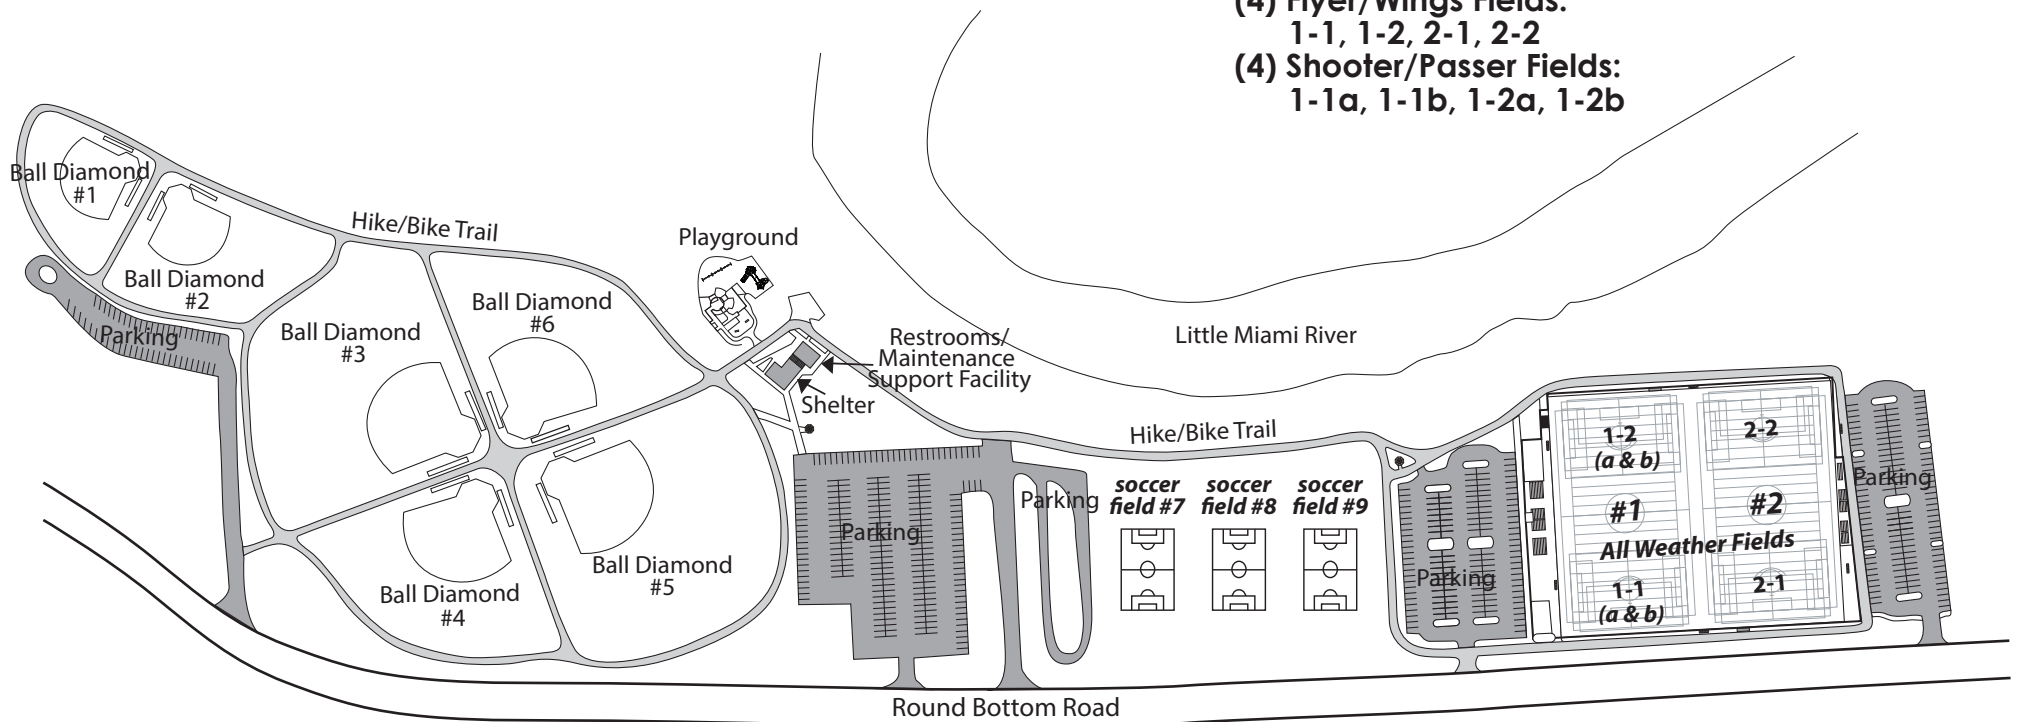 (4) Flyer/Wings Fields:
1-1, 1-2, 2-1, 2-2
(4) Shooter/Passer Fields:
1-1a, 1-1b, 1-2a, 1-2b
Ball Diamond
#1
Hike/Bike Trail
Playground
Ball Diamond
#2
Ball Diamond
#6
Ball Diamond
#3
Parking
Restrooms/
Maintenance
Support Facility
Shelter
Little Miami River
Hike/Bike Trail
1-2
(a & b)
2-2
Parking
soccer
field #7
soccer
field #8
soccer
field #9
Parking
#1
#2
All Weather Fields
Parking
Parking
Ball Diamond
#5
Ball Diamond
#4
1-1
(a & b)
2-1
Round Bottom Road